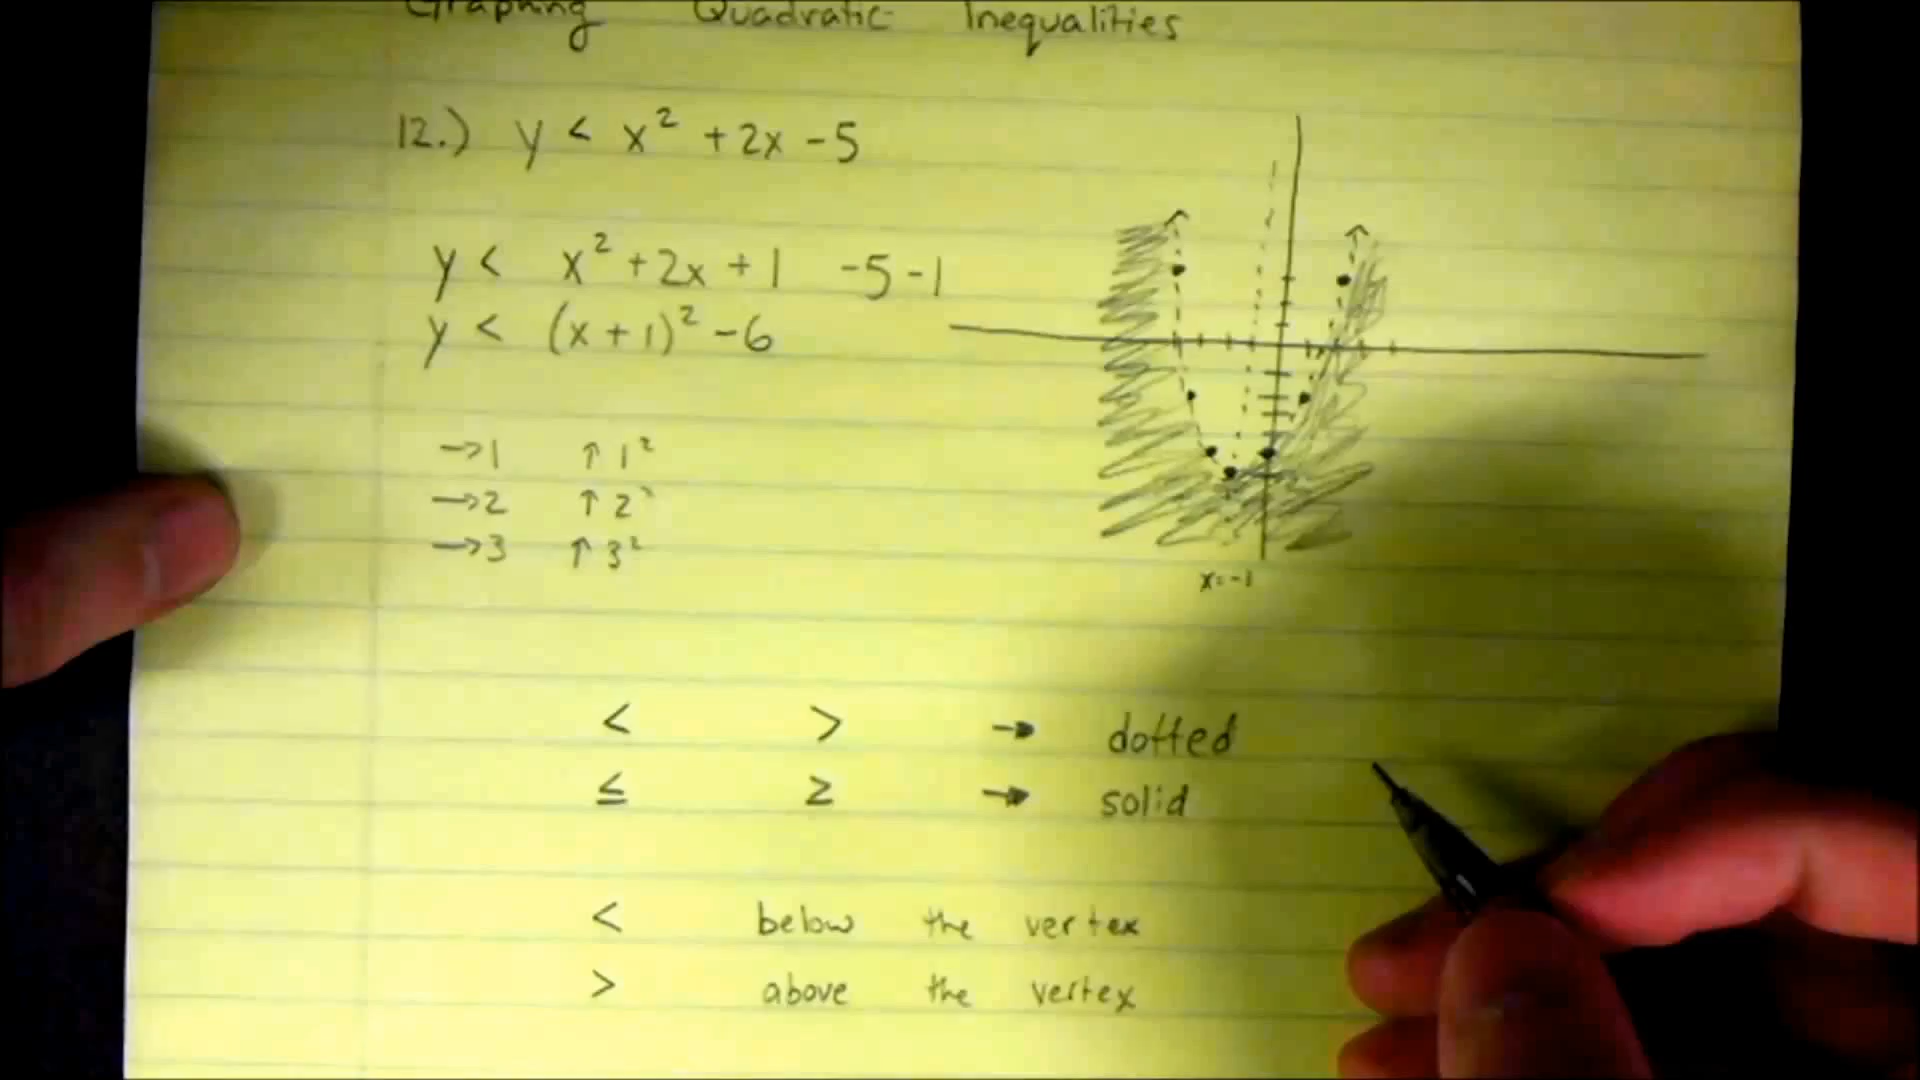 Graphing Quadratic Inequalities
12.) y < x² + 2x - 5
y < x² + 2x + 1 -5 -1
y < (x + 1)² - 6
→1 ↑ 1²
→2 ↑ 2²
→3 ↑ 3²
x=-1
< > → dotted
≤ ≥ → solid
< below the vertex
> above the vertex